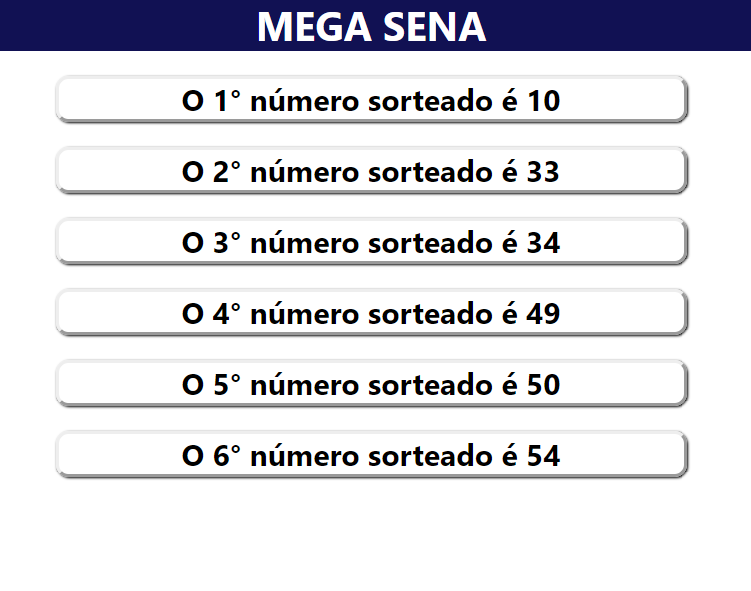 MEGA SENA
O 1° número sorteado é 10
O 2° número sorteado é 33
O 3° número sorteado é 34
O 4° número sorteado é 49
O 5° número sorteado é 50
O 6° número sorteado é 54